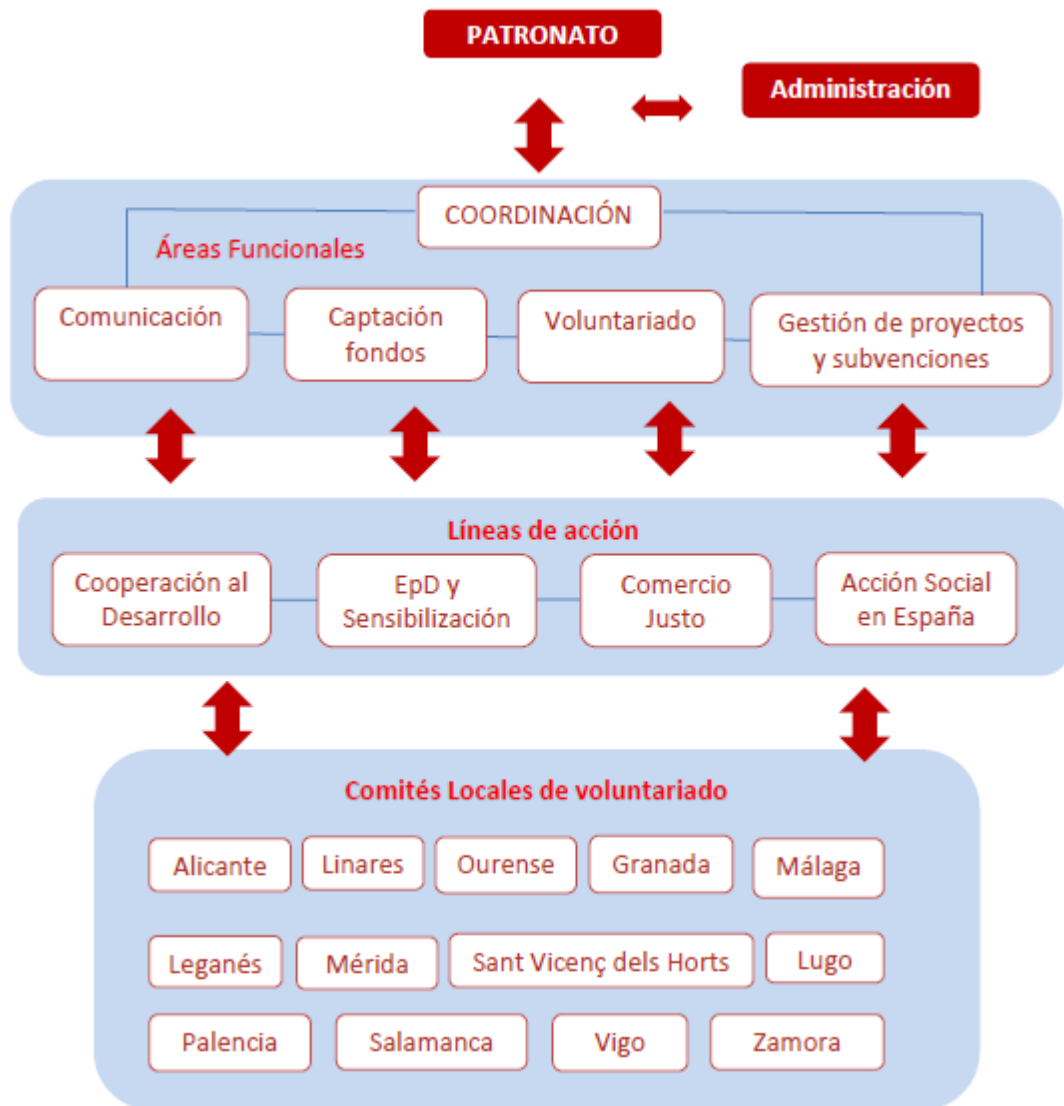 PATRONATO
Administración
COORDINACIÓN
Áreas Funcionales
Comunicación
Captación
fondos
Voluntariado
Gestión de proyectos
y subvenciones
Líneas de acción
Cooperación al
Desarrollo
EpD y
Sensibilización
Comercio
Justo
Acción Social
en España
Comités Locales de voluntariado
Alicante
Linares
Ourense
Granada
Málaga
Leganés
Mérida
Sant Vicenç dels Horts
Lugo
Palencia
Salamanca
Vigo
Zamora